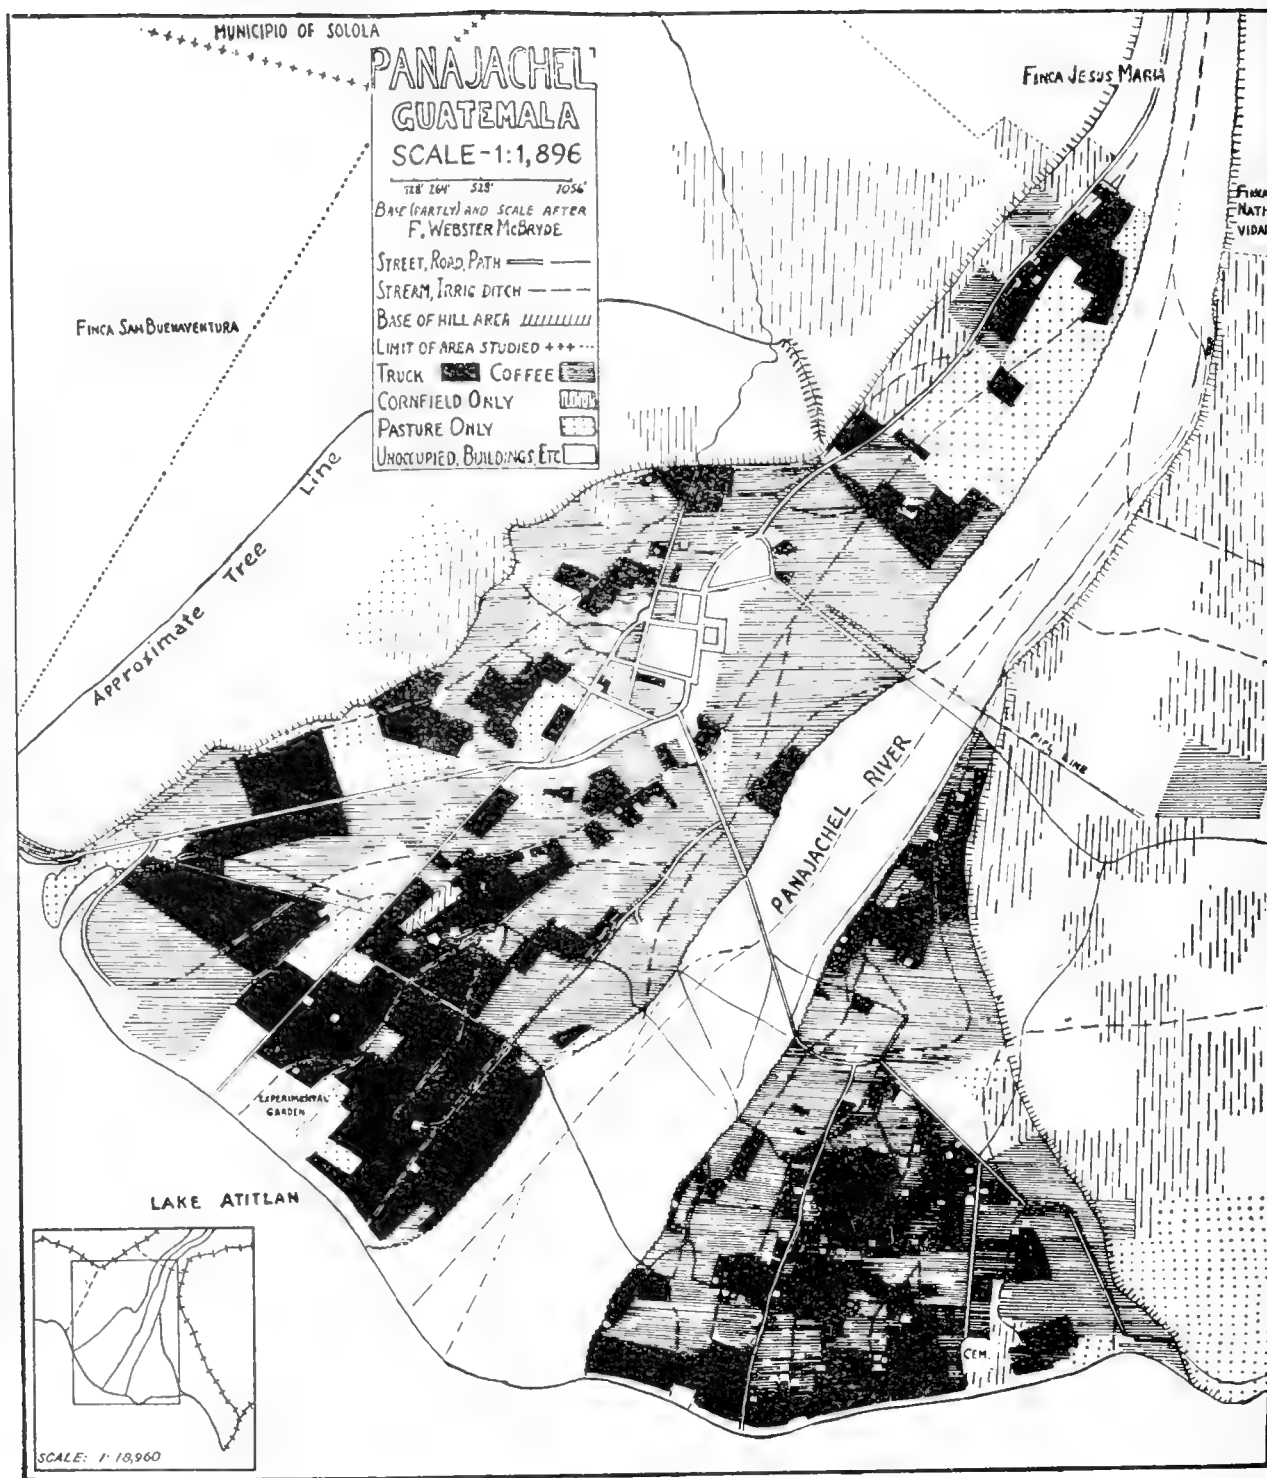 MUNICIPIO OF SOLOLA
PANAJACHEL
GUATEMALA
SCALE-1:1,896
128' 264' 528' 1056'
BASE (PARTLY) AND SCALE AFTER
F. WEBSTER MCBRYDE
STREET, ROAD, PATH
STREAM, IRRIG DITCH
BASE OF HILL AREA
LIMIT OF AREA STUDIED
TRUCK COFFEE
CORNFIELD ONLY
PASTURE ONLY
UNOCCUPIED, BUILDINGS, ETC
FINCA JESUS MARIA
FINCA
NATI
VIDAD
FINCA SAN BUENAVENTURA
Approximate Tree Line
PIPE LINE
PANAJACHEL RIVER
EXPERIMENTAL
GARDEN
LAKE ATITLAN
CEM.
SCALE: 1:18,960